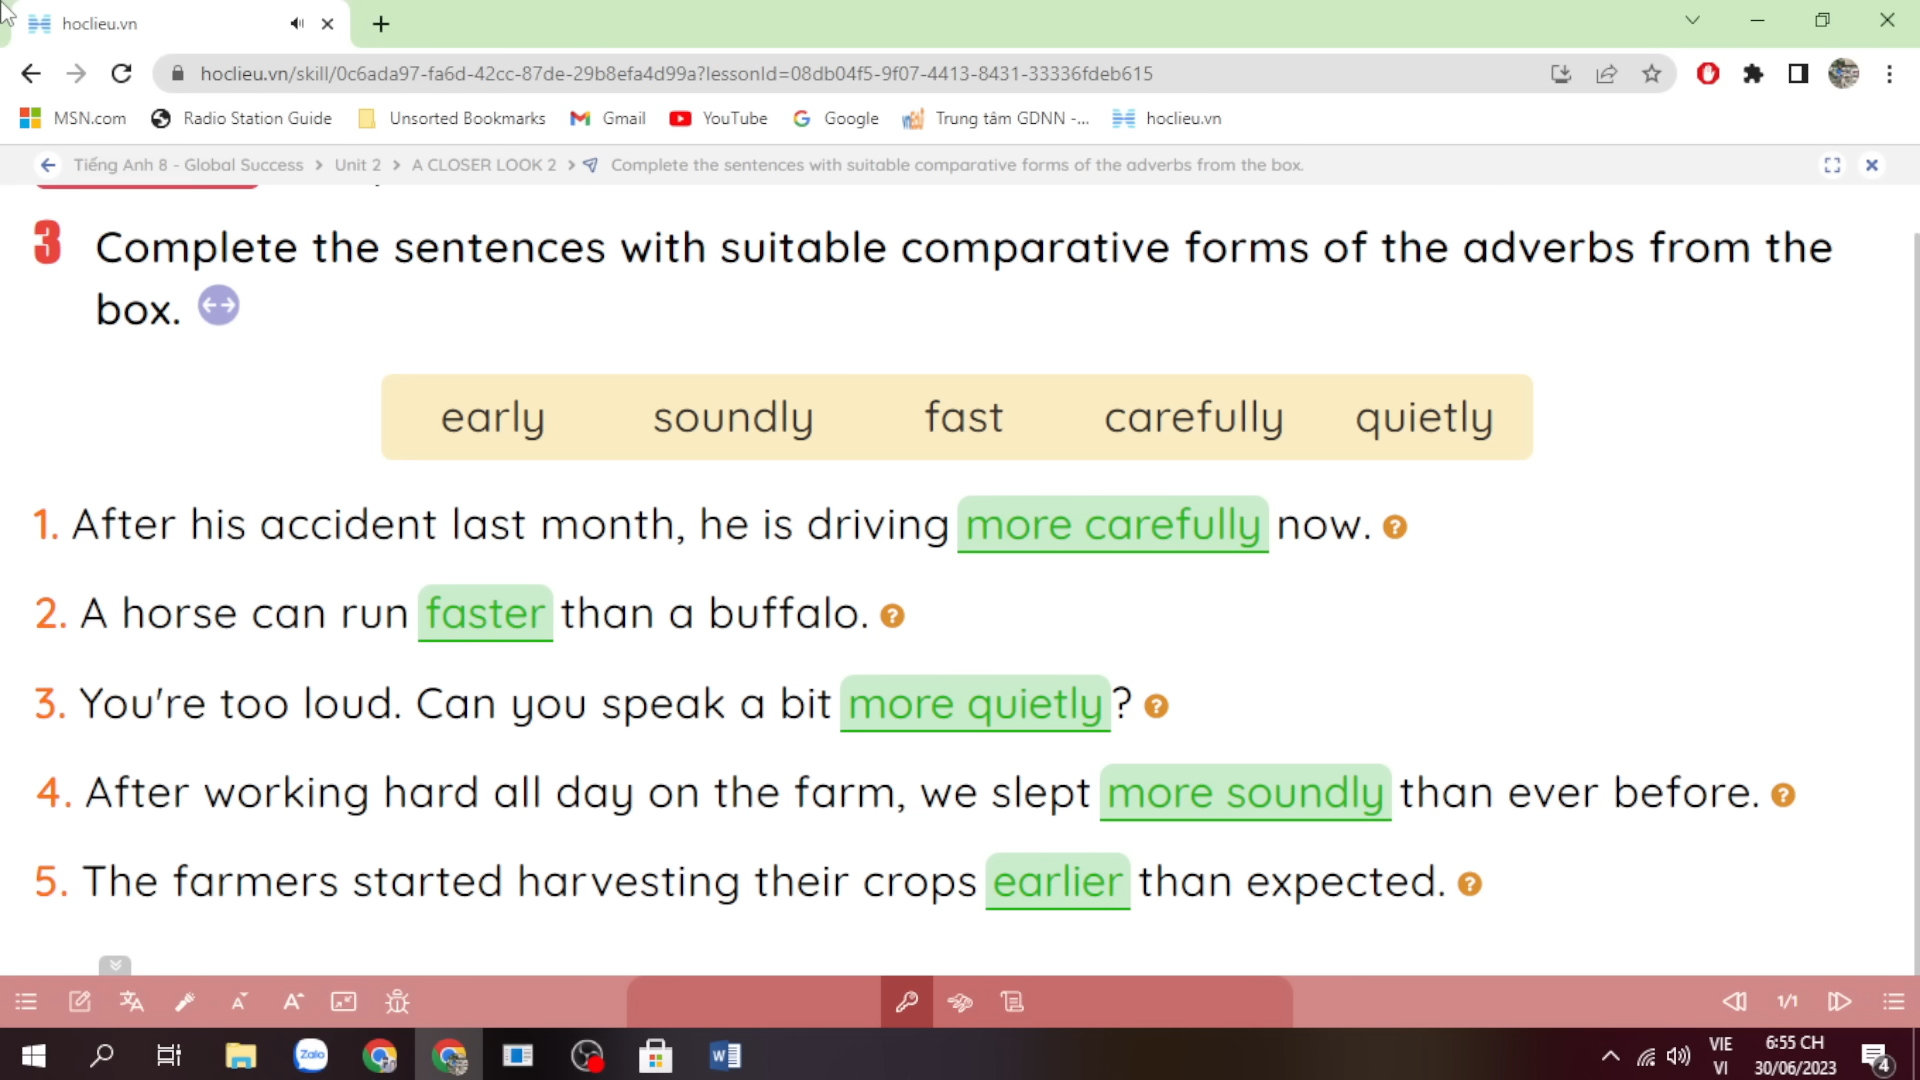 hoclieu.vn
hoclieu.vn/skill/0c6ada97-fa6d-42cc-87de-29b8efa4d99a?lessonId=08db04f5-9f07-4413-8431-33336fdeb615
MSN.com Radio Station Guide Unsorted Bookmarks Gmail YouTube Google Trung tâm GDNN -... hoclieu.vn
Tiếng Anh 8 - Global Success > Unit 2 > A CLOSER LOOK 2 > Complete the sentences with suitable comparative forms of the adverbs from the box.
3 Complete the sentences with suitable comparative forms of the adverbs from the
box.
early soundly fast carefully quietly
1. After his accident last month, he is driving more carefully now. ?
2. A horse can run faster than a buffalo. ?
3. You're too loud. Can you speak a bit more quietly? ?
4. After working hard all day on the farm, we slept more soundly than ever before. ?
5. The farmers started harvesting their crops earlier than expected. ?
1/1
Zalo
VIE 6:55 CH
VI 30/06/2023 4